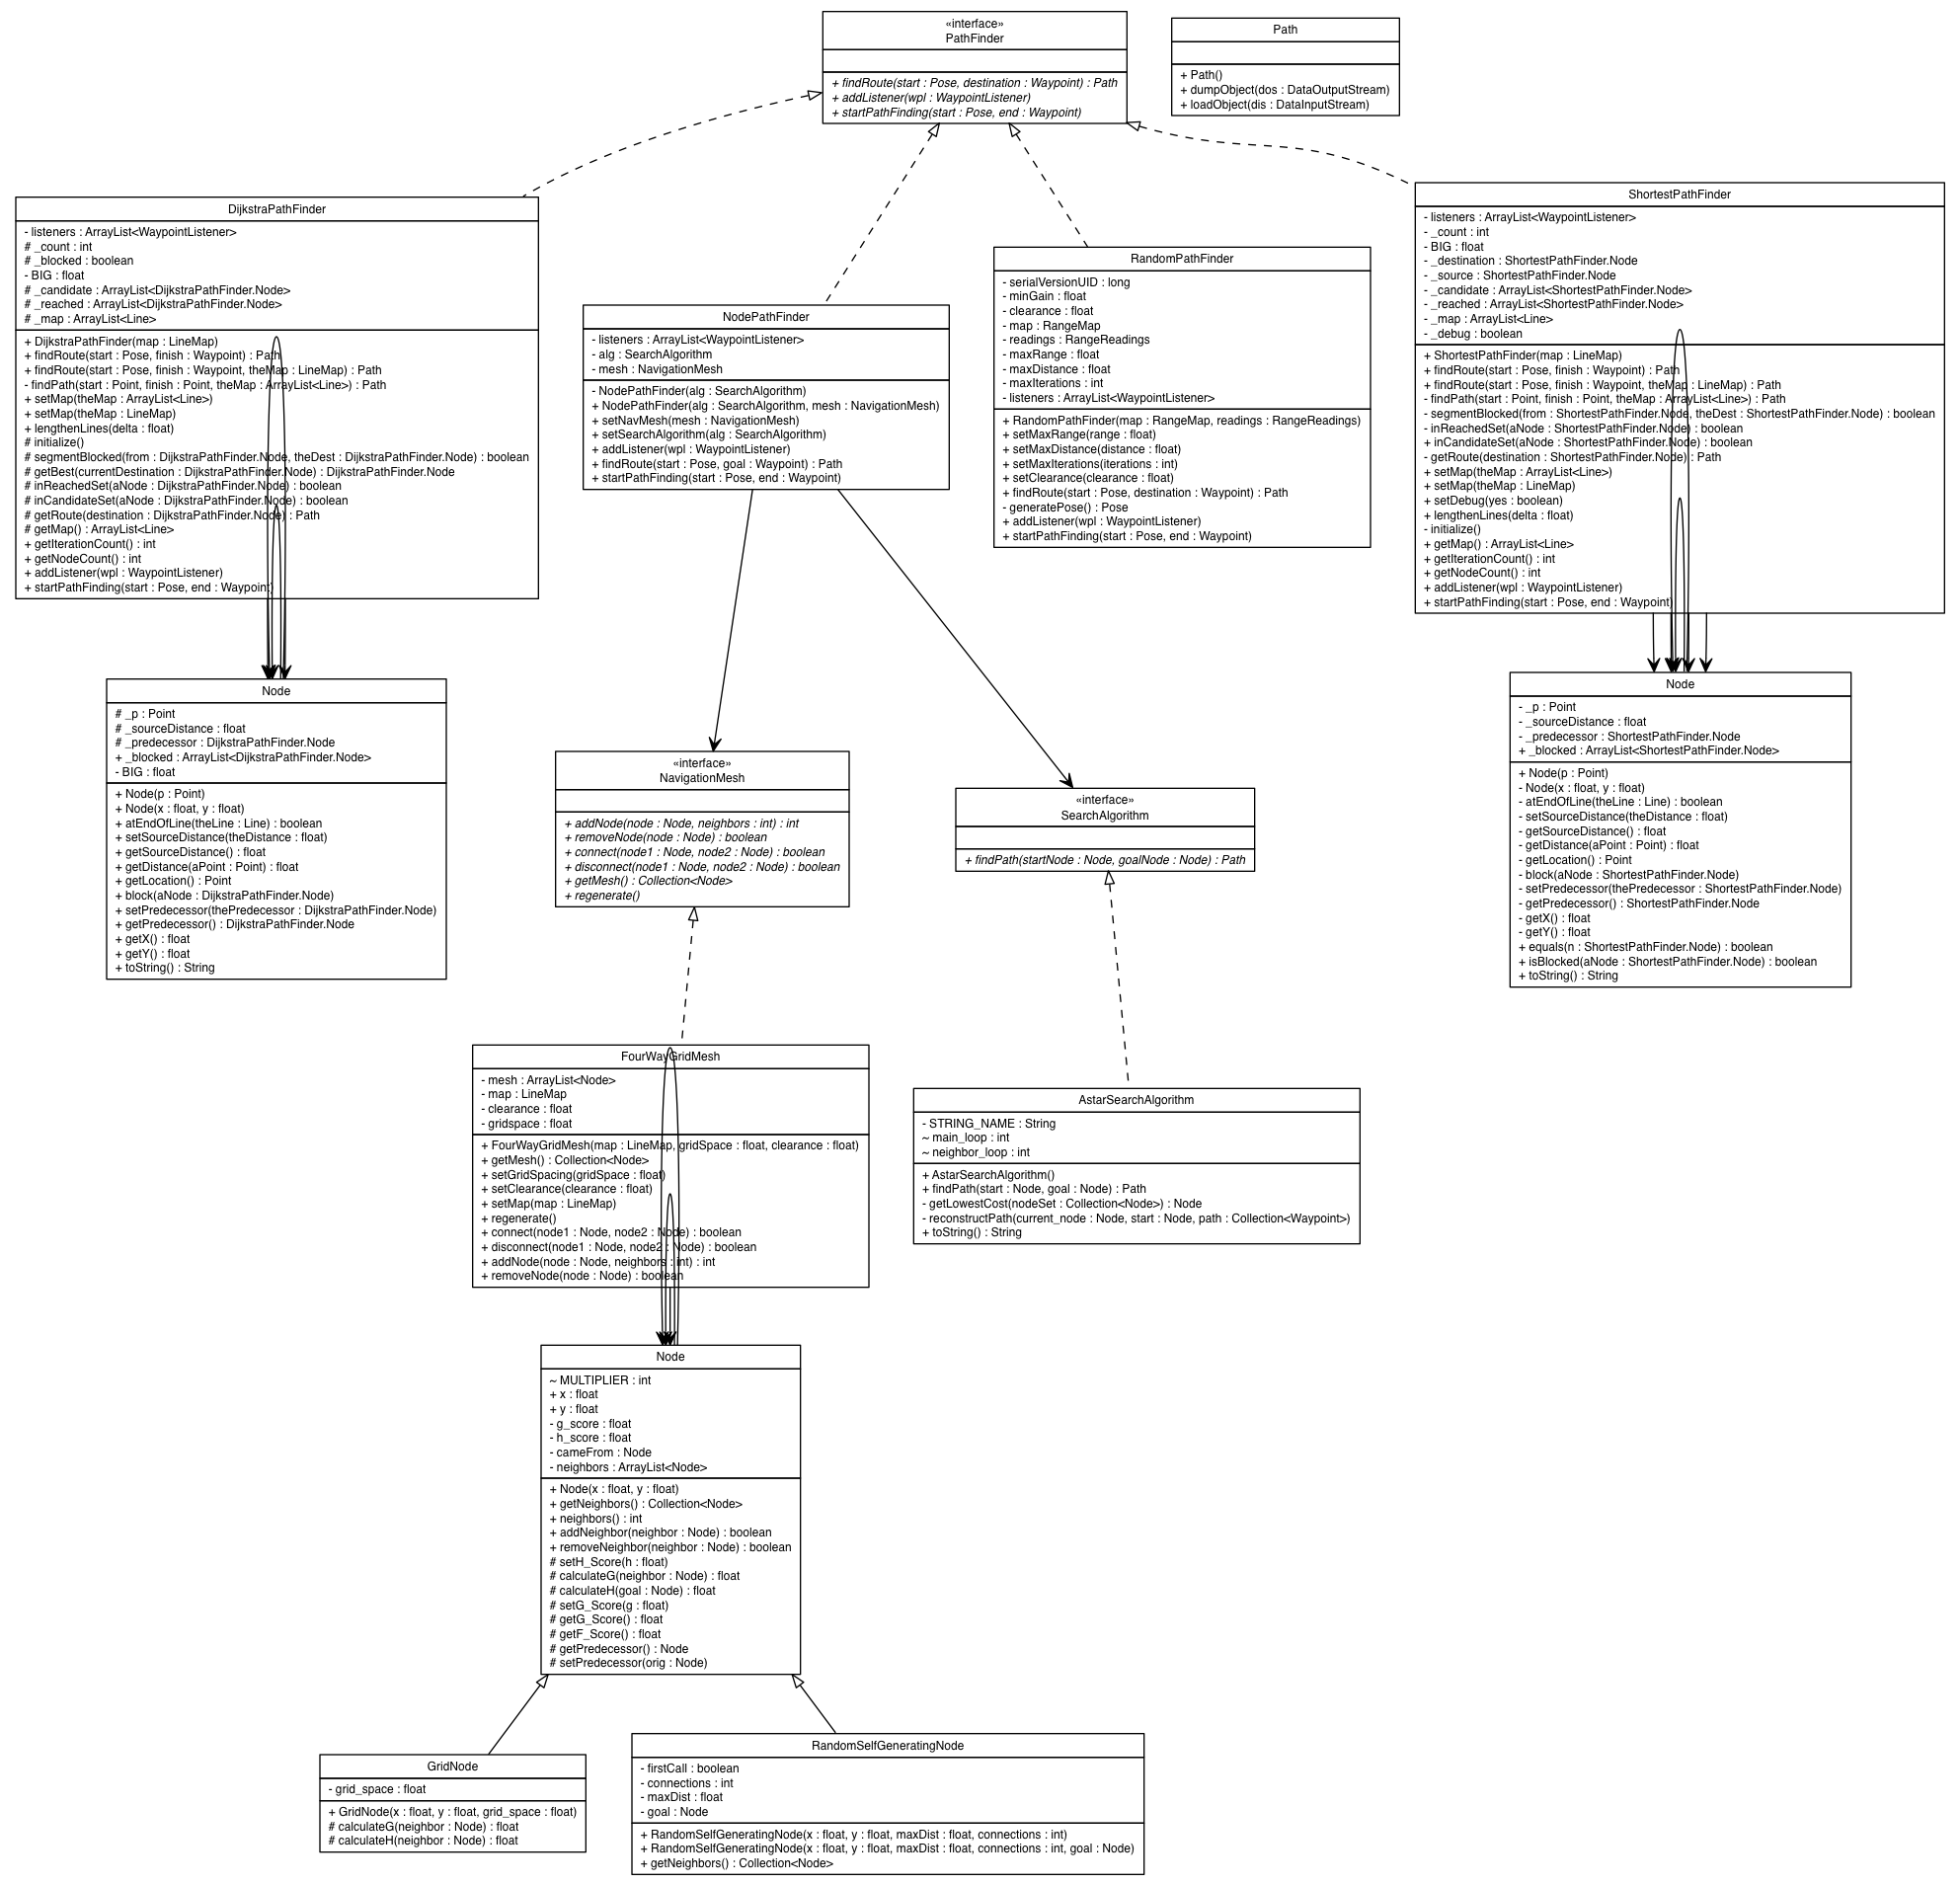 «interface»
PathFinder
+ findRoute(start : Pose, destination : Waypoint) : Path
+ addListener(wpl : WaypointListener)
+ startPathFinding(start : Pose, end : Waypoint)
Path
+ Path()
+ dumpObject(dos : DataOutputStream)
+ loadObject(dis : DataInputStream)
DijkstraPathFinder
- listeners : ArrayList<WaypointListener>
# _count : int
# _blocked : boolean
- BIG : float
# _candidate : ArrayList<DijkstraPathFinder.Node>
# _reached : ArrayList<DijkstraPathFinder.Node>
# _map : ArrayList<Line>
+ DijkstraPathFinder(map : LineMap)
+ findRoute(start : Pose, finish : Waypoint) : Path
+ findRoute(start : Pose, finish : Waypoint, theMap : LineMap) : Path
- findPath(start : Point, finish : Point, theMap : ArrayList<Line>) : Path
+ setMap(theMap : ArrayList<Line>)
+ setMap(theMap : LineMap)
+ lengthenLines(delta : float)
# initialize()
# segmentBlocked(from : DijkstraPathFinder.Node, theDest : DijkstraPathFinder.Node) : boolean
# getBest(currentDestination : DijkstraPathFinder.Node) : DijkstraPathFinder.Node
# inReachedSet(aNode : DijkstraPathFinder.Node) : boolean
# inCandidateSet(aNode : DijkstraPathFinder.Node) : boolean
# getRoute(destination : DijkstraPathFinder.Node) : Path
# getMap() : ArrayList<Line>
+ getIterationCount() : int
+ getNodeCount() : int
+ addListener(wpl : WaypointListener)
+ startPathFinding(start : Pose, end : Waypoint)
NodePathFinder
- listeners : ArrayList<WaypointListener>
- alg : SearchAlgorithm
- mesh : NavigationMesh
- NodePathFinder(alg : SearchAlgorithm)
+ NodePathFinder(alg : SearchAlgorithm, mesh : NavigationMesh)
+ setNavMesh(mesh : NavigationMesh)
+ setSearchAlgorithm(alg : SearchAlgorithm)
+ addListener(wpl : WaypointListener)
+ findRoute(start : Pose, goal : Waypoint) : Path
+ startPathFinding(start : Pose, end : Waypoint)
RandomPathFinder
- serialVersionUID : long
- minGain : float
- clearance : float
- map : RangeMap
- readings : RangeReadings
- maxRange : float
- maxDistance : float
- maxIterations : int
- listeners : ArrayList<WaypointListener>
+ RandomPathFinder(map : RangeMap, readings : RangeReadings)
+ setMaxRange(range : float)
+ setMaxDistance(distance : float)
+ setMaxIterations(iterations : int)
+ setClearance(clearance : float)
+ findRoute(start : Pose, destination : Waypoint) : Path
- generatePose() : Pose
+ addListener(wpl : WaypointListener)
+ startPathFinding(start : Pose, end : Waypoint)
ShortestPathFinder
- listeners : ArrayList<WaypointListener>
- _count : int
- BIG : float
- _destination : ShortestPathFinder.Node
- _source : ShortestPathFinder.Node
- _candidate : ArrayList<ShortestPathFinder.Node>
- _reached : ArrayList<ShortestPathFinder.Node>
- _map : ArrayList<Line>
- _debug : boolean
+ ShortestPathFinder(map : LineMap)
+ findRoute(start : Pose, finish : Waypoint) : Path
+ findRoute(start : Pose, finish : Waypoint, theMap : LineMap) : Path
- findPath(start : Point, finish : Point, theMap : ArrayList<Line>) : Path
- segmentBlocked(from : ShortestPathFinder.Node, theDest : ShortestPathFinder.Node) : boolean
- inReachedSet(aNode : ShortestPathFinder.Node) : boolean
+ inCandidateSet(aNode : ShortestPathFinder.Node) : boolean
- getRoute(destination : ShortestPathFinder.Node) : Path
+ setMap(theMap : ArrayList<Line>)
+ setMap(theMap : LineMap)
+ setDebug(yes : boolean)
+ lengthenLines(delta : float)
- initialize()
+ getMap() : ArrayList<Line>
+ getIterationCount() : int
+ getNodeCount() : int
+ addListener(wpl : WaypointListener)
+ startPathFinding(start : Pose, end : Waypoint)
Node
# _p : Point
# _sourceDistance : float
# _predecessor : DijkstraPathFinder.Node
+ _blocked : ArrayList<DijkstraPathFinder.Node>
- BIG : float
+ Node(p : Point)
+ Node(x : float, y : float)
+ atEndOfLine(theLine : Line) : boolean
+ setSourceDistance(theDistance : float)
+ getSourceDistance() : float
+ getDistance(aPoint : Point) : float
+ getLocation() : Point
+ block(aNode : DijkstraPathFinder.Node)
+ setPredecessor(thePredecessor : DijkstraPathFinder.Node)
+ getPredecessor() : DijkstraPathFinder.Node
+ getX() : float
+ getY() : float
+ toString() : String
«interface»
NavigationMesh
+ addNode(node : Node, neighbors : int) : int
+ removeNode(node : Node) : boolean
+ connect(node1 : Node, node2 : Node) : boolean
+ disconnect(node1 : Node, node2 : Node) : boolean
+ getMesh() : Collection<Node>
+ regenerate()
«interface»
SearchAlgorithm
+ findPath(startNode : Node, goalNode : Node) : Path
Node
- _p : Point
- _sourceDistance : float
- _predecessor : ShortestPathFinder.Node
+ _blocked : ArrayList<ShortestPathFinder.Node>
+ Node(p : Point)
- Node(x : float, y : float)
- atEndOfLine(theLine : Line) : boolean
- setSourceDistance(theDistance : float)
- getSourceDistance() : float
- getDistance(aPoint : Point) : float
- getLocation() : Point
- block(aNode : ShortestPathFinder.Node)
- setPredecessor(thePredecessor : ShortestPathFinder.Node)
- getPredecessor() : ShortestPathFinder.Node
- getX() : float
- getY() : float
+ equals(n : ShortestPathFinder.Node) : boolean
+ isBlocked(aNode : ShortestPathFinder.Node) : boolean
+ toString() : String
FourWayGridMesh
- mesh : ArrayList<Node>
- map : LineMap
- clearance : float
- gridspace : float
+ FourWayGridMesh(map : LineMap, gridSpace : float, clearance : float)
+ getMesh() : Collection<Node>
+ setGridSpacing(gridSpace : float)
+ setClearance(clearance : float)
+ setMap(map : LineMap)
+ regenerate()
+ connect(node1 : Node, node2 : Node) : boolean
+ disconnect(node1 : Node, node2 : Node) : boolean
+ addNode(node : Node, neighbors : int) : int
+ removeNode(node : Node) : boolean
AstarSearchAlgorithm
- STRING_NAME : String
~ main_loop : int
~ neighbor_loop : int
+ AstarSearchAlgorithm()
+ findPath(start : Node, goal : Node) : Path
- getLowestCost(nodeSet : Collection<Node>) : Node
- reconstructPath(current_node : Node, start : Node, path : Collection<Waypoint>)
+ toString() : String
Node
~ MULTIPLIER : int
+ x : float
+ y : float
- g_score : float
- h_score : float
- cameFrom : Node
- neighbors : ArrayList<Node>
+ Node(x : float, y : float)
+ getNeighbors() : Collection<Node>
+ neighbors() : int
+ addNeighbor(neighbor : Node) : boolean
+ removeNeighbor(neighbor : Node) : boolean
# setH_Score(h : float)
# calculateG(neighbor : Node) : float
# calculateH(goal : Node) : float
# setG_Score(g : float)
# getG_Score() : float
# getF_Score() : float
# getPredecessor() : Node
# setPredecessor(orig : Node)
GridNode
- grid_space : float
+ GridNode(x : float, y : float, grid_space : float)
# calculateG(neighbor : Node) : float
# calculateH(neighbor : Node) : float
RandomSelfGeneratingNode
- firstCall : boolean
- connections : int
- maxDist : float
- goal : Node
+ RandomSelfGeneratingNode(x : float, y : float, maxDist : float, connections : int)
+ RandomSelfGeneratingNode(x : float, y : float, maxDist : float, connections : int, goal : Node)
+ getNeighbors() : Collection<Node>